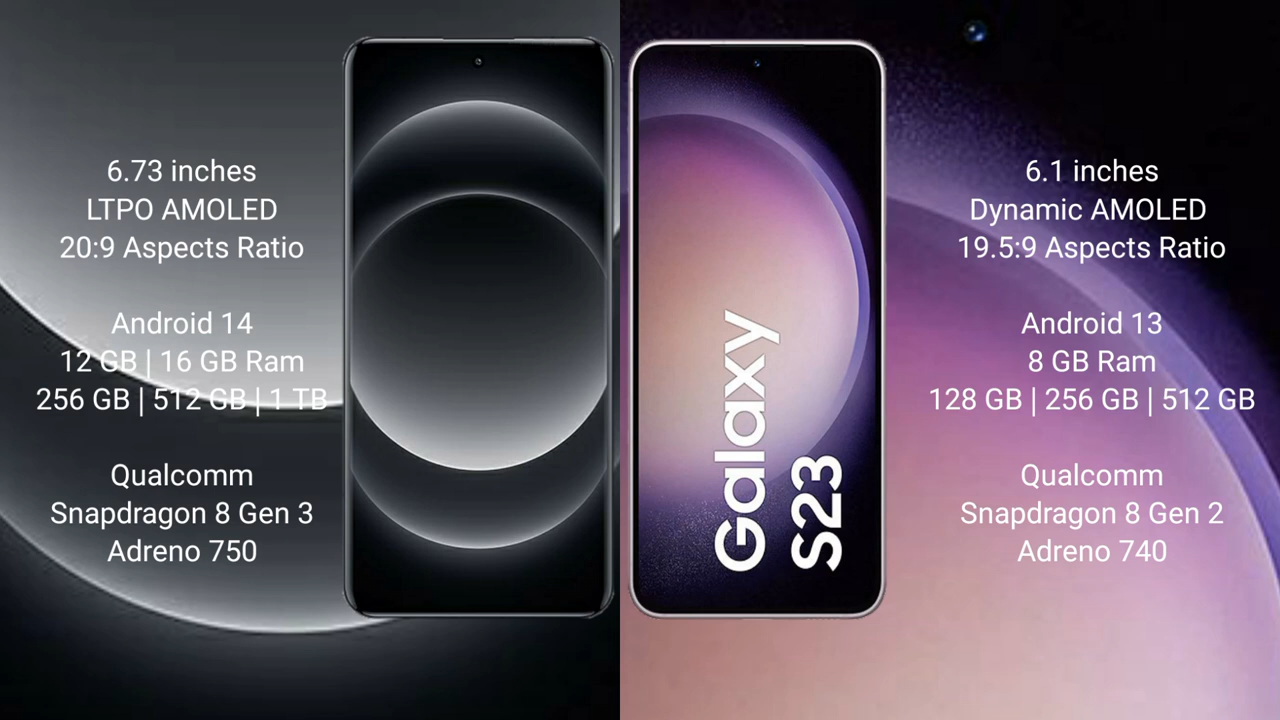 6.73 inches
LTPO AMOLED
20:9 Aspects Ratio
Android 14
12 GB | 16 GB Ram
256 GB | 512 GB | 1 TB
Qualcomm
Snapdragon 8 Gen 3
Adreno 750
Galaxy
S23
6.1 inches
Dynamic AMOLED
19.5:9 Aspects Ratio
Android 13
8 GB Ram
128 GB | 256 GB | 512 GB
Qualcomm
Snapdragon 8 Gen 2
Adreno 740